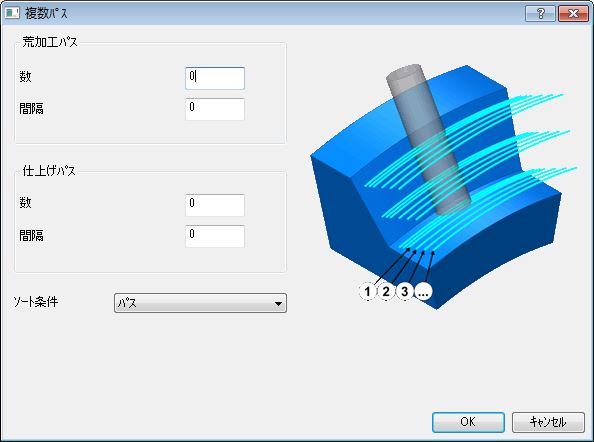 複数ﾊﾟｽ
荒加工ﾊﾟｽ
数 0
間隔 0
仕上げﾊﾟｽ
数 0
間隔 0
ｿｰﾄ条件 ﾊﾟｽ
1 2 3 ...
OK ｷｬﾝｾﾙ